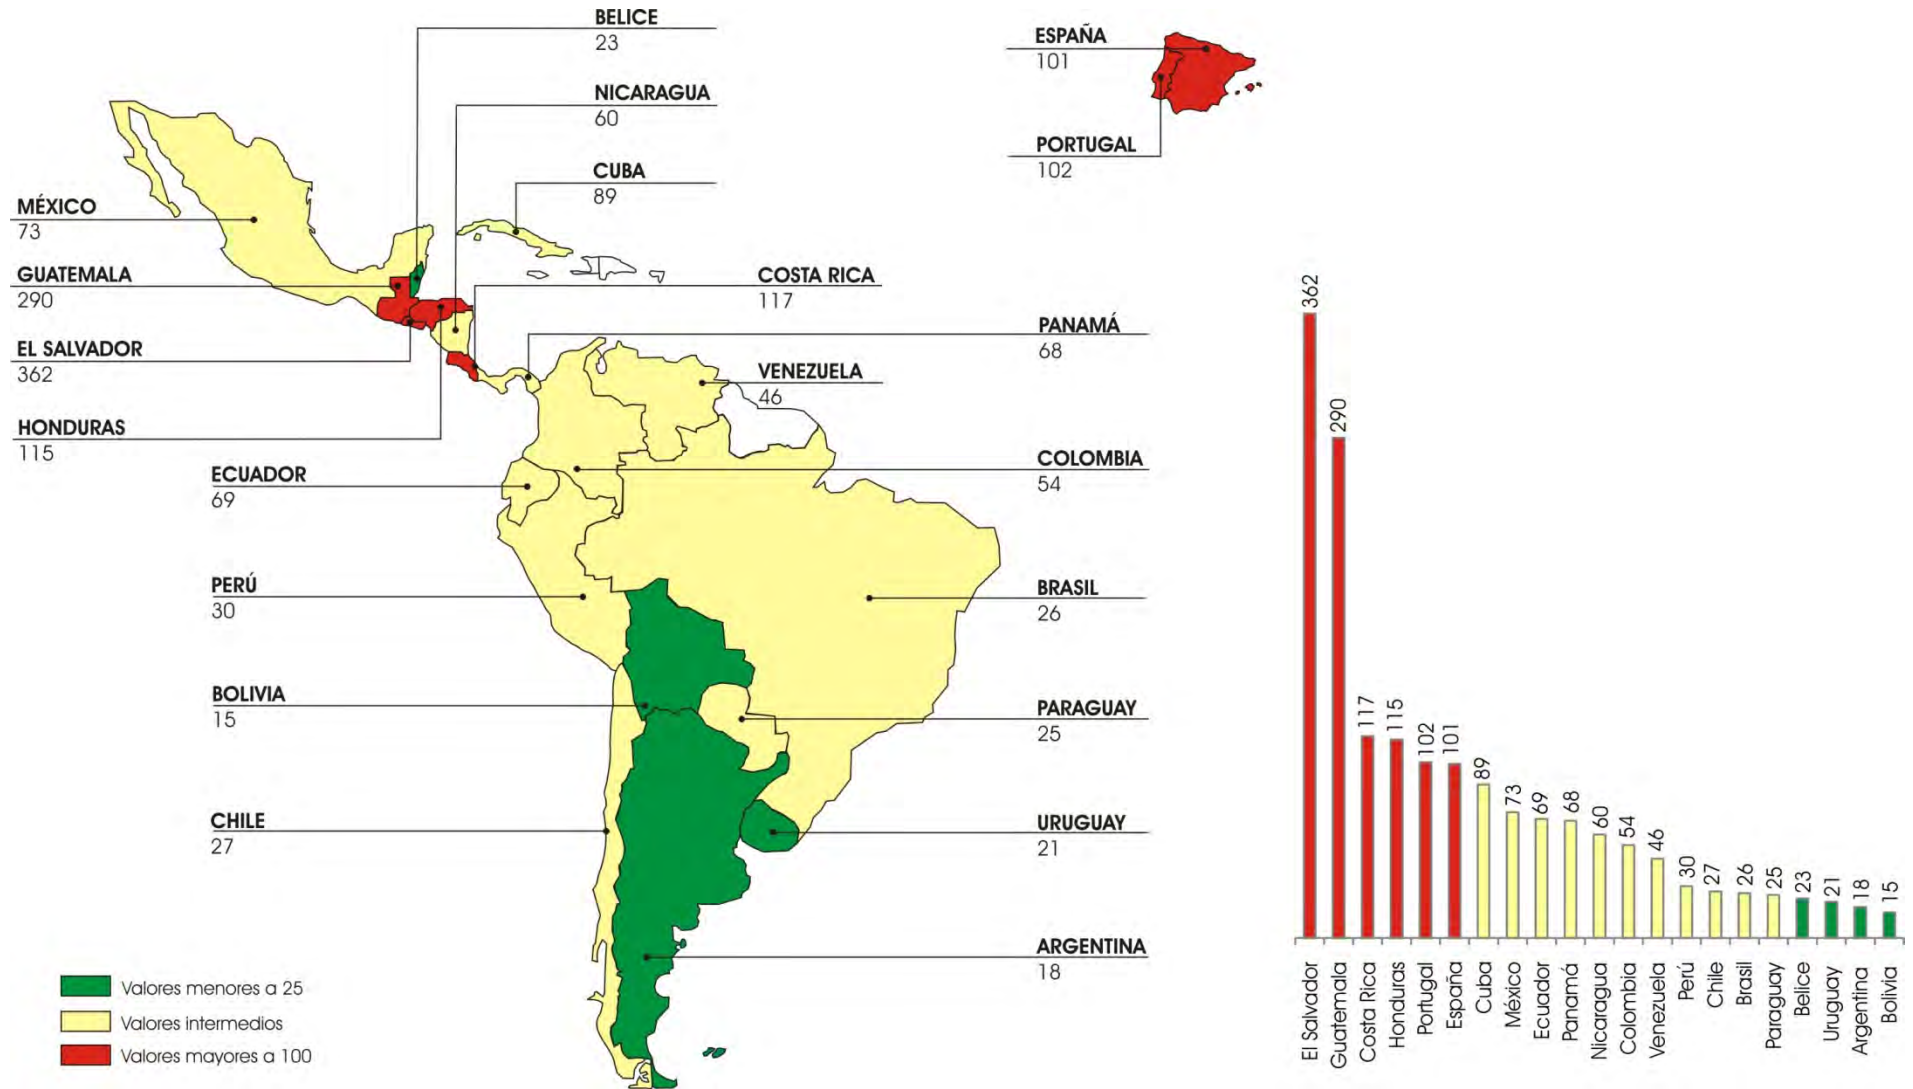 BELICE
23
NICARAGUA
60
CUBA
89
ESPAÑA
101
PORTUGAL
102
MÉXICO
73
GUATEMALA
290
EL SALVADOR
362
HONDURAS
115
COSTA RICA
117
PANAMÁ
68
VENEZUELA
46
ECUADOR
69
COLOMBIA
54
PERÚ
30
BRASIL
26
BOLIVIA
15
PARAGUAY
25
CHILE
27
URUGUAY
21
ARGENTINA
18
Valores menores a 25
Valores intermedios
Valores mayores a 100
362
290
117
115
102
101
89
73
69
68
60
54
46
30
27
26
25
23
21
18
15
El Salvador
Guatemala
Costa Rica
Honduras
Portugal
España
Cuba
México
Ecuador
Panamá
Nicaragua
Colombia
Venezuela
Perú
Chile
Brasil
Paraguay
Belice
Uruguay
Argentina
Bolivia